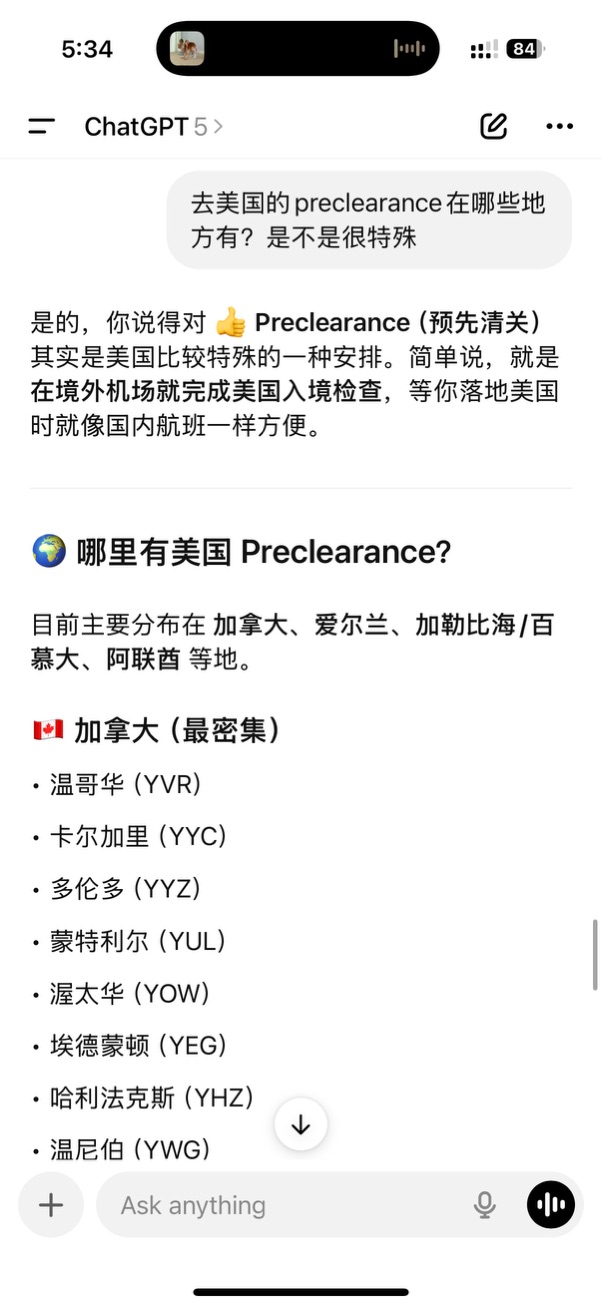 5:34
84
ChatGPT 5 >
去美国的preclearance在哪些地
方有？是不是很特殊
是的，你说得对 👍 Preclearance（预先清关）
其实是美国比较特殊的一种安排。简单说，就是
在境外机场就完成美国入境检查，等你落地美国
时就像国内航班一样方便。
🌍 哪里有美国 Preclearance?
目前主要分布在 加拿大、爱尔兰、加勒比海/百
慕大、阿联酋 等地。
🇨🇦 加拿大（最密集）
• 温哥华（YVR）
• 卡尔加里（YYC）
• 多伦多（YYZ）
• 蒙特利尔（YUL）
• 渥太华（YOW）
• 埃德蒙顿（YEG）
• 哈利法克斯（YHZ）
• 温尼伯（YWG）
Ask anything